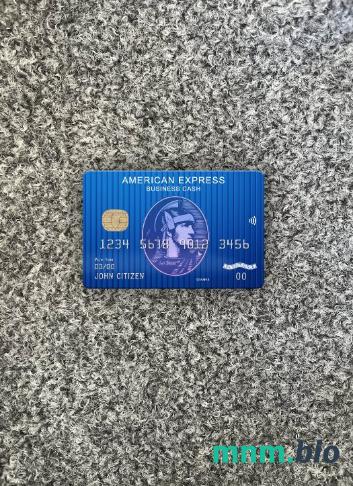 AMERICAN EXPRESS
BUSINESS CASH
1234 5678 9012 3456
00/00
JOHN CITIZEN
00
mnm.blo